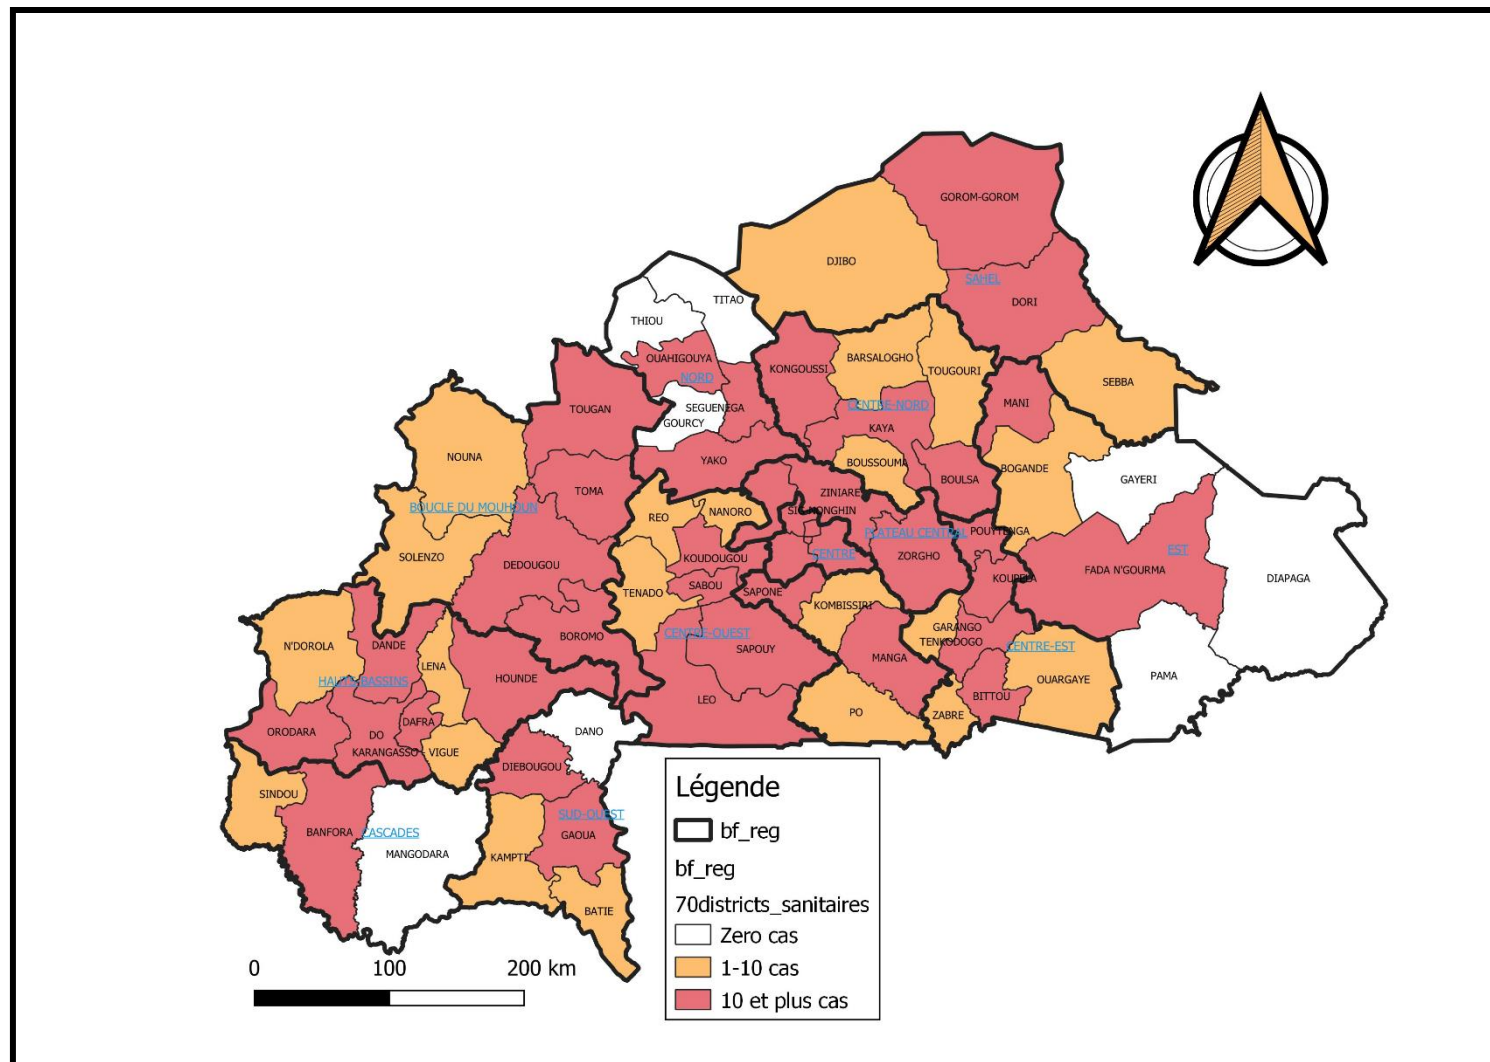 GOROM-GOROM
DJIBO
SAHEL
TITAO
DORI
THIOU
OUAHIGOUYA
BARSALOGHO
KONGOUSSI
TOUGOURI
NORD
SEBBA
CENTRE-NORD
MANI
TOUGAN
SEGUENEGA
GOURCY
KAYA
NOUNA
YAKO
BOUSSOUMA
BOGANDE
BOULSA
GAYERI
TOMA
ZINIARE
BOUCLE DU MOUHOUN
REO
NANORO
SIG-NONGHIN
PLATEAU CENTRAL
POUYTENGA
EST
SOLENZO
KOUDOUGOU
CENTRE
ZORGHO
DEDOUGOU
FADA N'GOURMA
DIAPAGA
KOUPELA
SABOU
TENADO
SAPONE
KOMBISSIRI
GARANGO
BOROMO
CENTRE-OUEST
TENKODOGO
CENTRE-EST
N'DOROLA
DANDE
SAPOUY
LENA
MANGA
HOUNDE
OUARGAYE
PAMA
HAUTS-BASSINS
BITTOU
LEO
PO
ZABRE
DAFRA
ORODARA
DO
DANO
KARANGASSO - VIGUE
DIEBOUGOU
SINDOU
SUD-OUEST
BANFORA
CASCADES
GAOUA
MANGODARA
KAMPTI
BATIE
Légende
bf_reg
bf_reg
70districts_sanitaires
Zero cas
1-10 cas
10 et plus cas
0 100 200 km